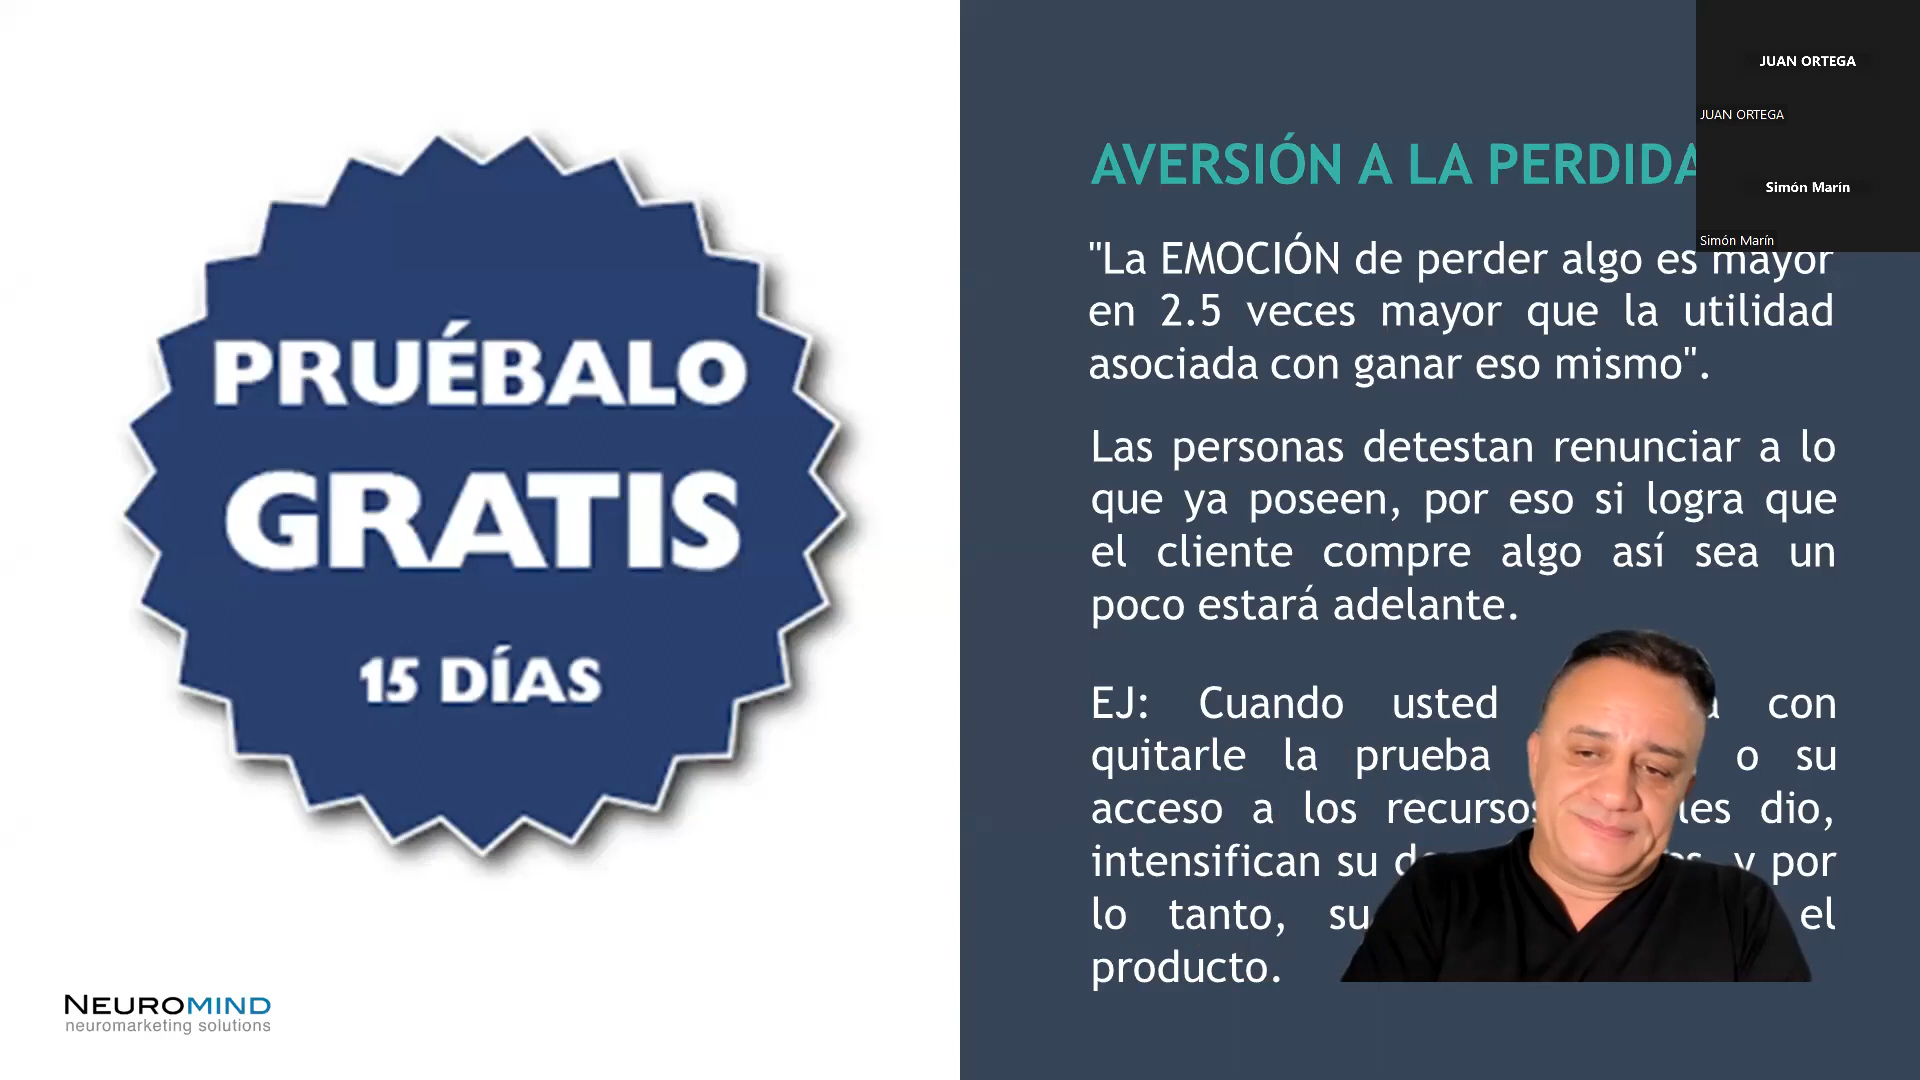 PRUÉBALO
GRATIS
15 DÍAS
NEUROMIND
neuromarketing solutions
JUAN ORTEGA
JUAN ORTEGA
Simón Marín
Simón Marín
AVERSIÓN A LA PERDIDA
"La EMOCIÓN de perder algo es mayor
en 2.5 veces mayor que la utilidad
asociada con ganar eso mismo".
Las personas detestan renunciar a lo
que ya poseen, por eso si logra que
el cliente compre algo así sea un
poco estará adelante.
EJ: Cuando usted con
quitarle la prueba o su
acceso a los recursos les dio,
intensifican su y por
lo tanto, su el
producto.